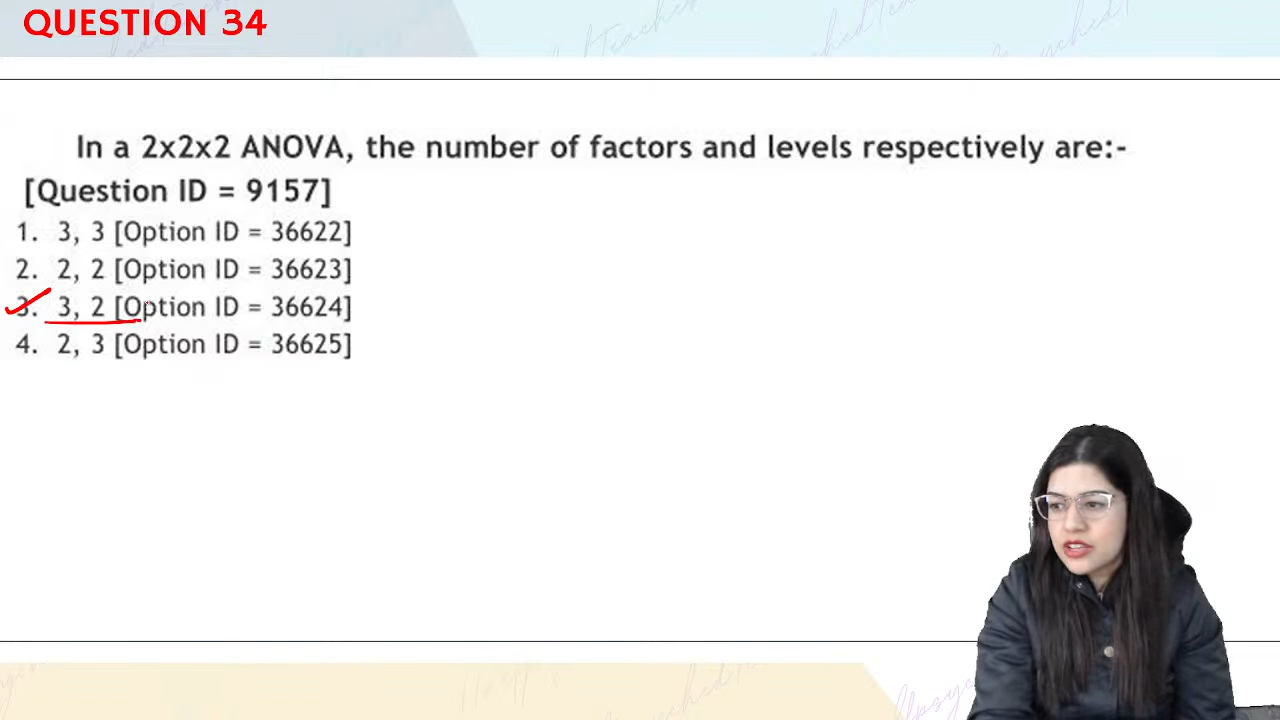 QUESTION 34
In a 2x2x2 ANOVA, the number of factors and levels respectively are:-
[Question ID = 9157]
1. 3, 3 [Option ID = 36622]
2. 2, 2 [Option ID = 36623]
3. 3, 2 [Option ID = 36624]
4. 2, 3 [Option ID = 36625]